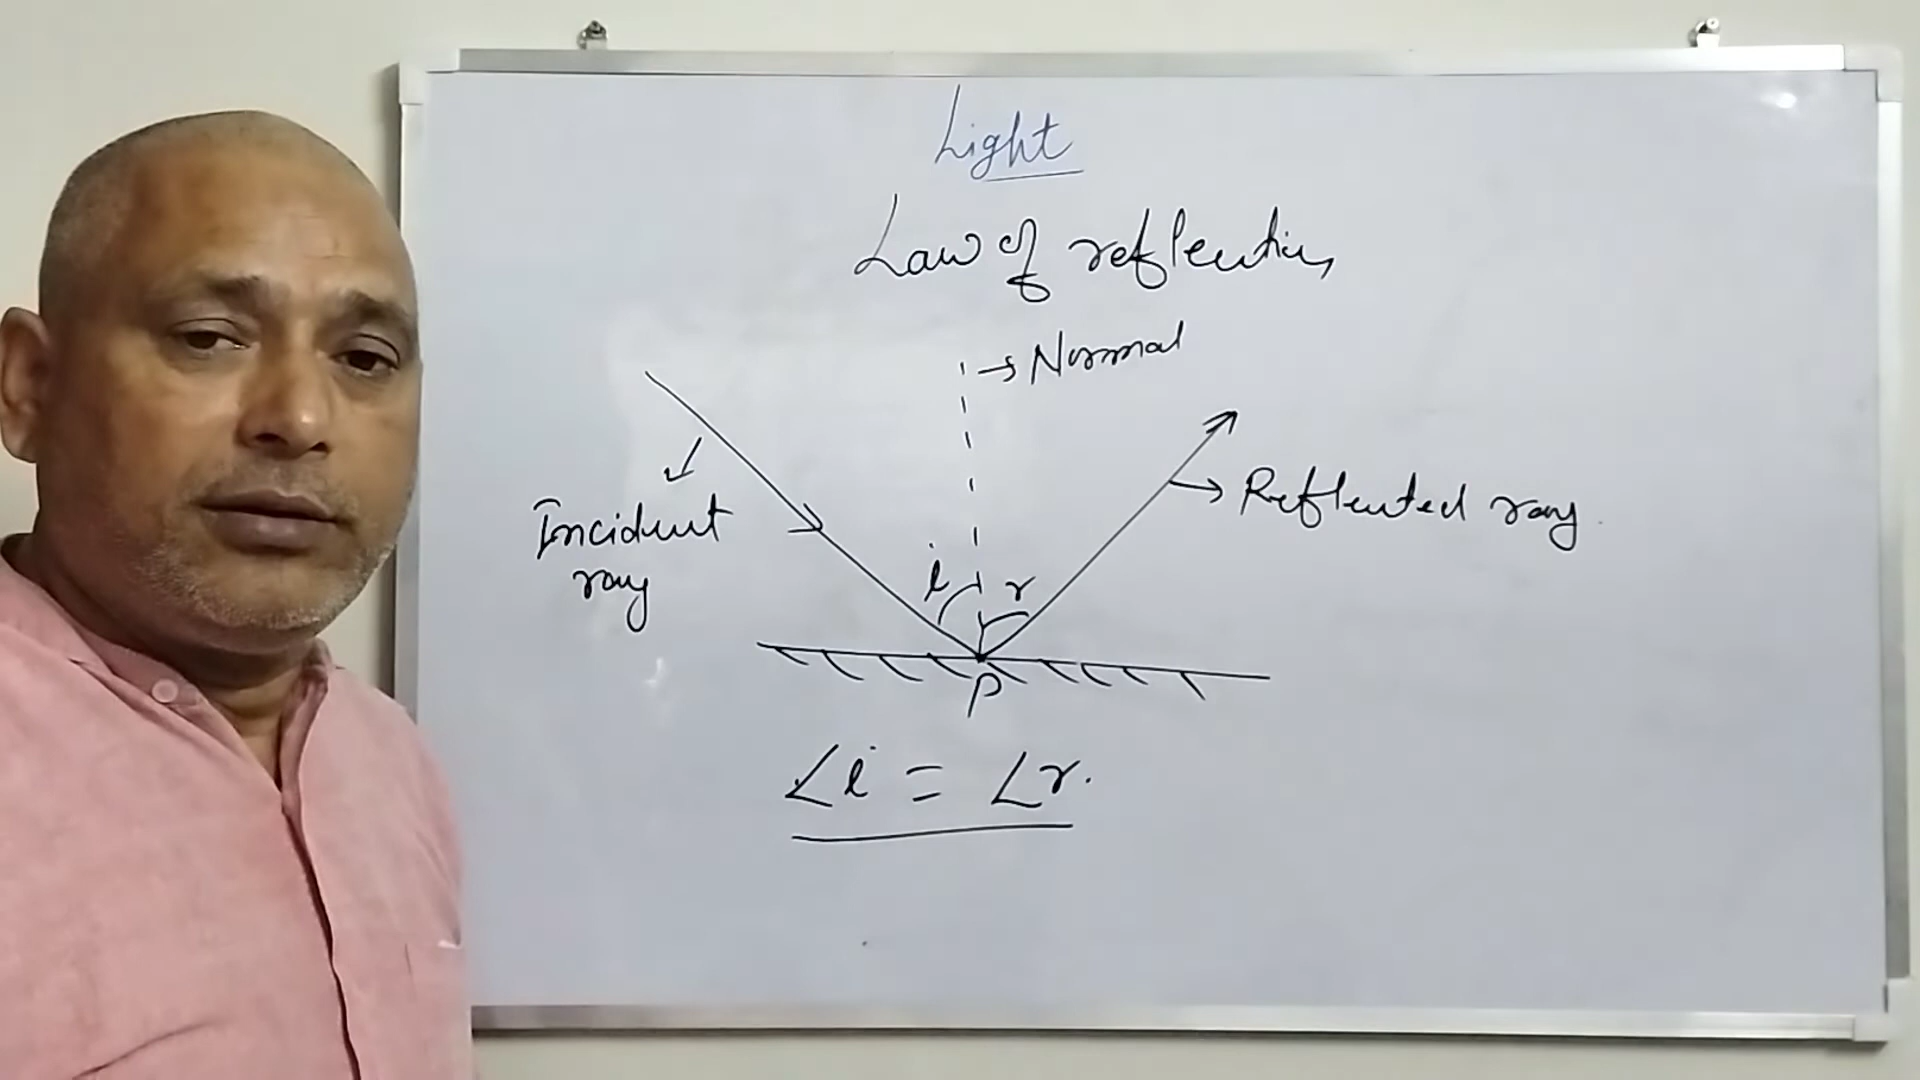 Light
Law of reflection
→ Normal
Incident
ray
→ Reflected ray
i
r
P
∠i = ∠r.